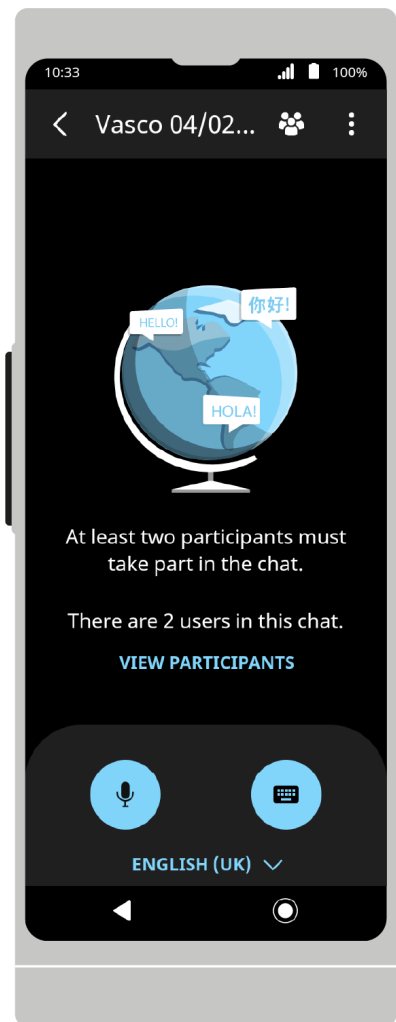 10:33
100%
Vasco 04/02...
HELLO!
你好!
HOLA!
At least two participants must
take part in the chat.
There are 2 users in this chat.
VIEW PARTICIPANTS
ENGLISH (UK)